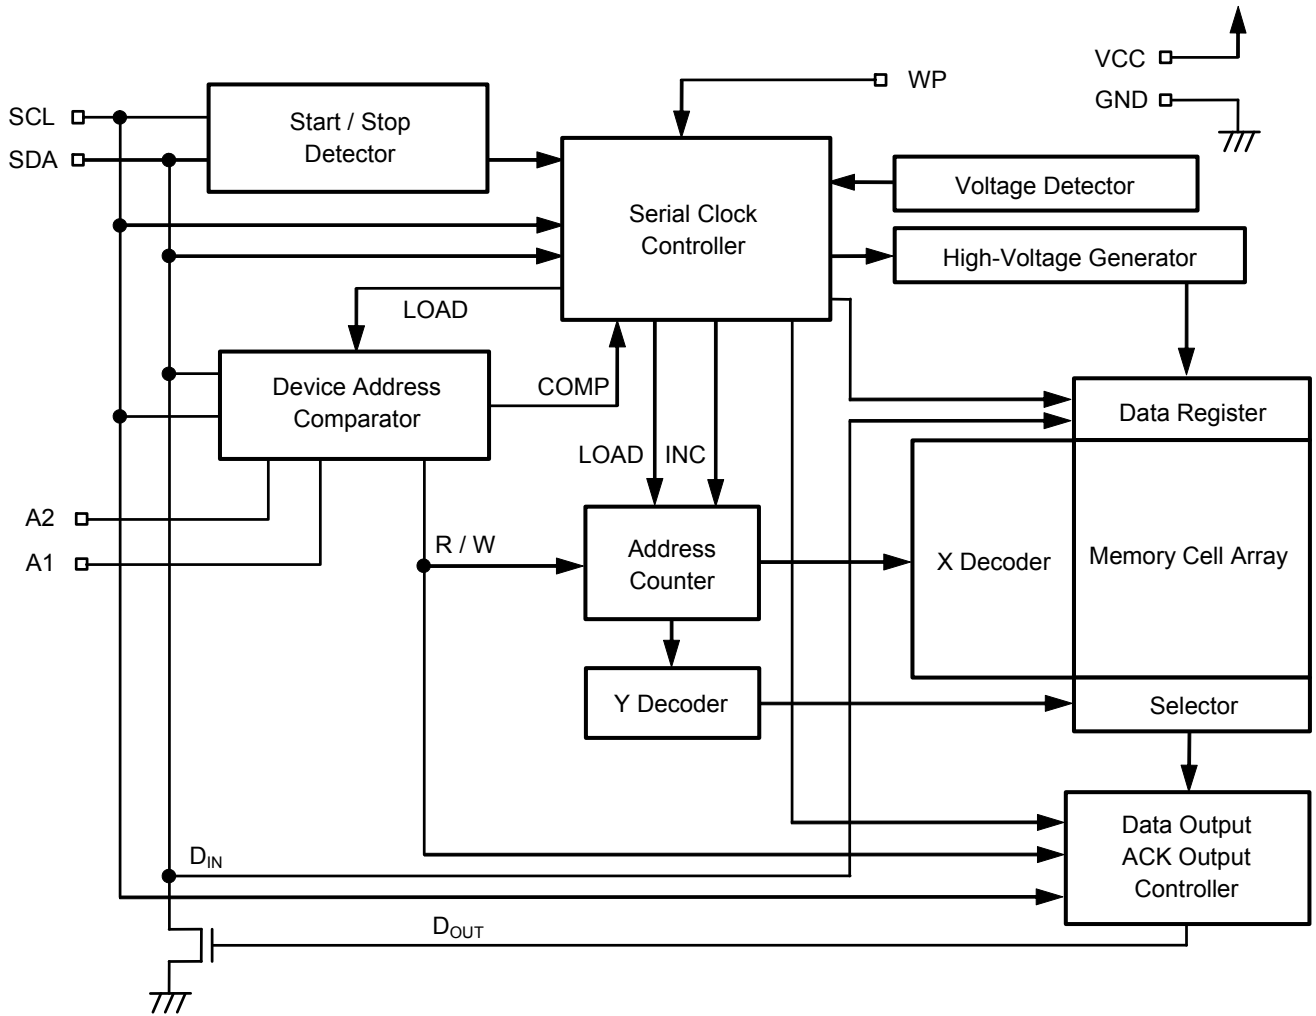 VCC
WP
GND
SCL
Start / Stop
Detector
SDA
Voltage Detector
Serial Clock
Controller
High-Voltage Generator
LOAD
Device Address
Comparator
COMP
Data Register
LOAD
INC
A2
R / W
A1
Address
Counter
X Decoder
Memory Cell Array
Y Decoder
Selector
Data Output
ACK Output
Controller
DIN
DOUT